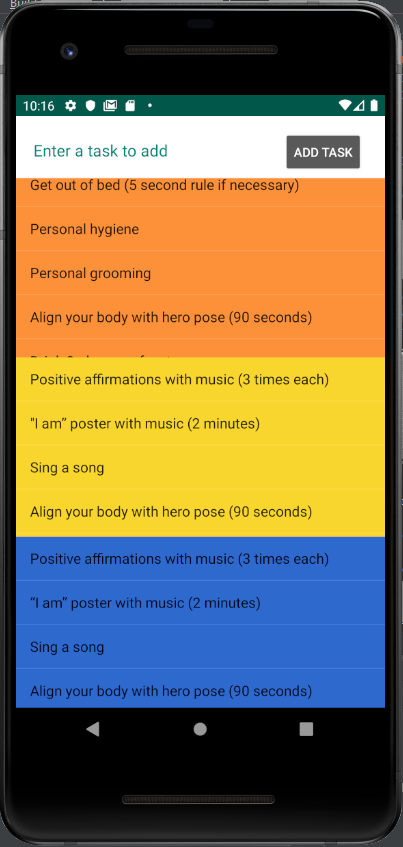 10:16
Enter a task to add
ADD TASK
Get out of bed (5 second rule if necessary)
Personal hygiene
Personal grooming
Align your body with hero pose (90 seconds)
Positive affirmations with music (3 times each)
"I am” poster with music (2 minutes)
Sing a song
Align your body with hero pose (90 seconds)
Positive affirmations with music (3 times each)
“I am” poster with music (2 minutes)
Sing a song
Align your body with hero pose (90 seconds)